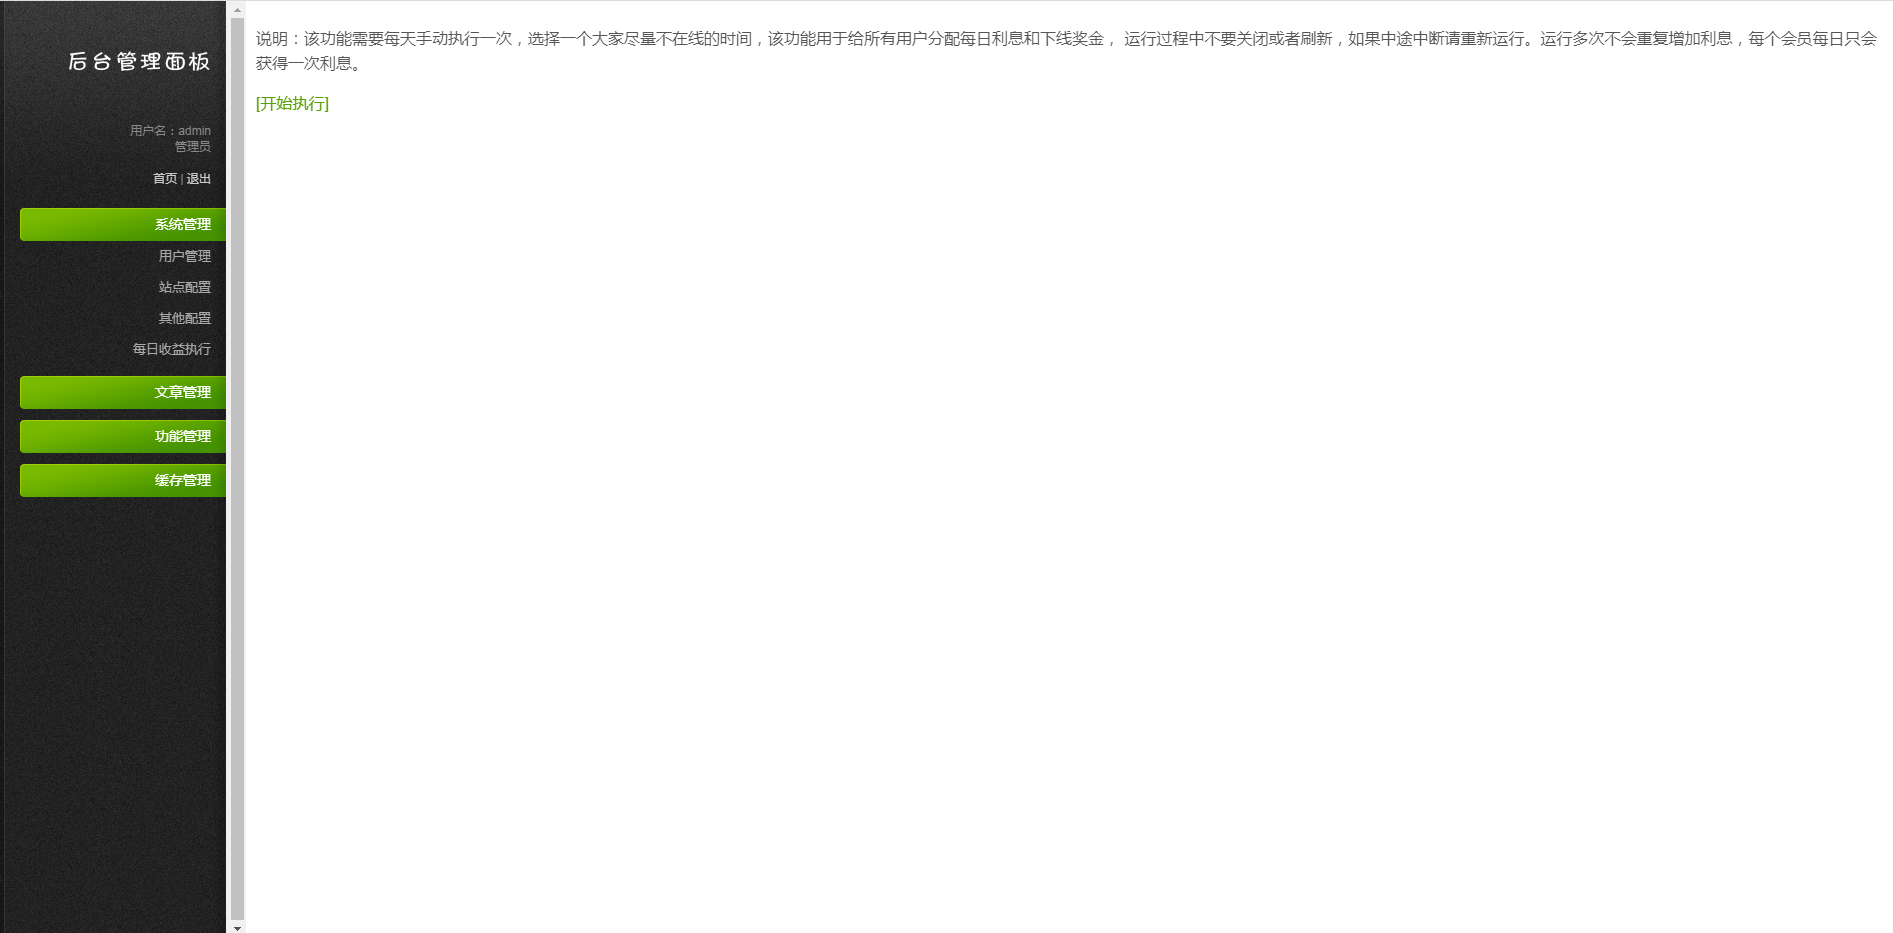 后台管理面板
用户名：admin
管理员
首页 | 退出
系统管理
用户管理
站点配置
其他配置
每日收益执行
文章管理
功能管理
缓存管理
说明：该功能需要每天手动执行一次，选择一个大家尽量不在线的时间，该功能用于给所有用户分配每日利息和下线奖金， 运行过程中不要关闭或者刷新，如果中途中断请重新运行。运行多次不会重复增加利息，每个会员每日只会
获得一次利息。
[开始执行]